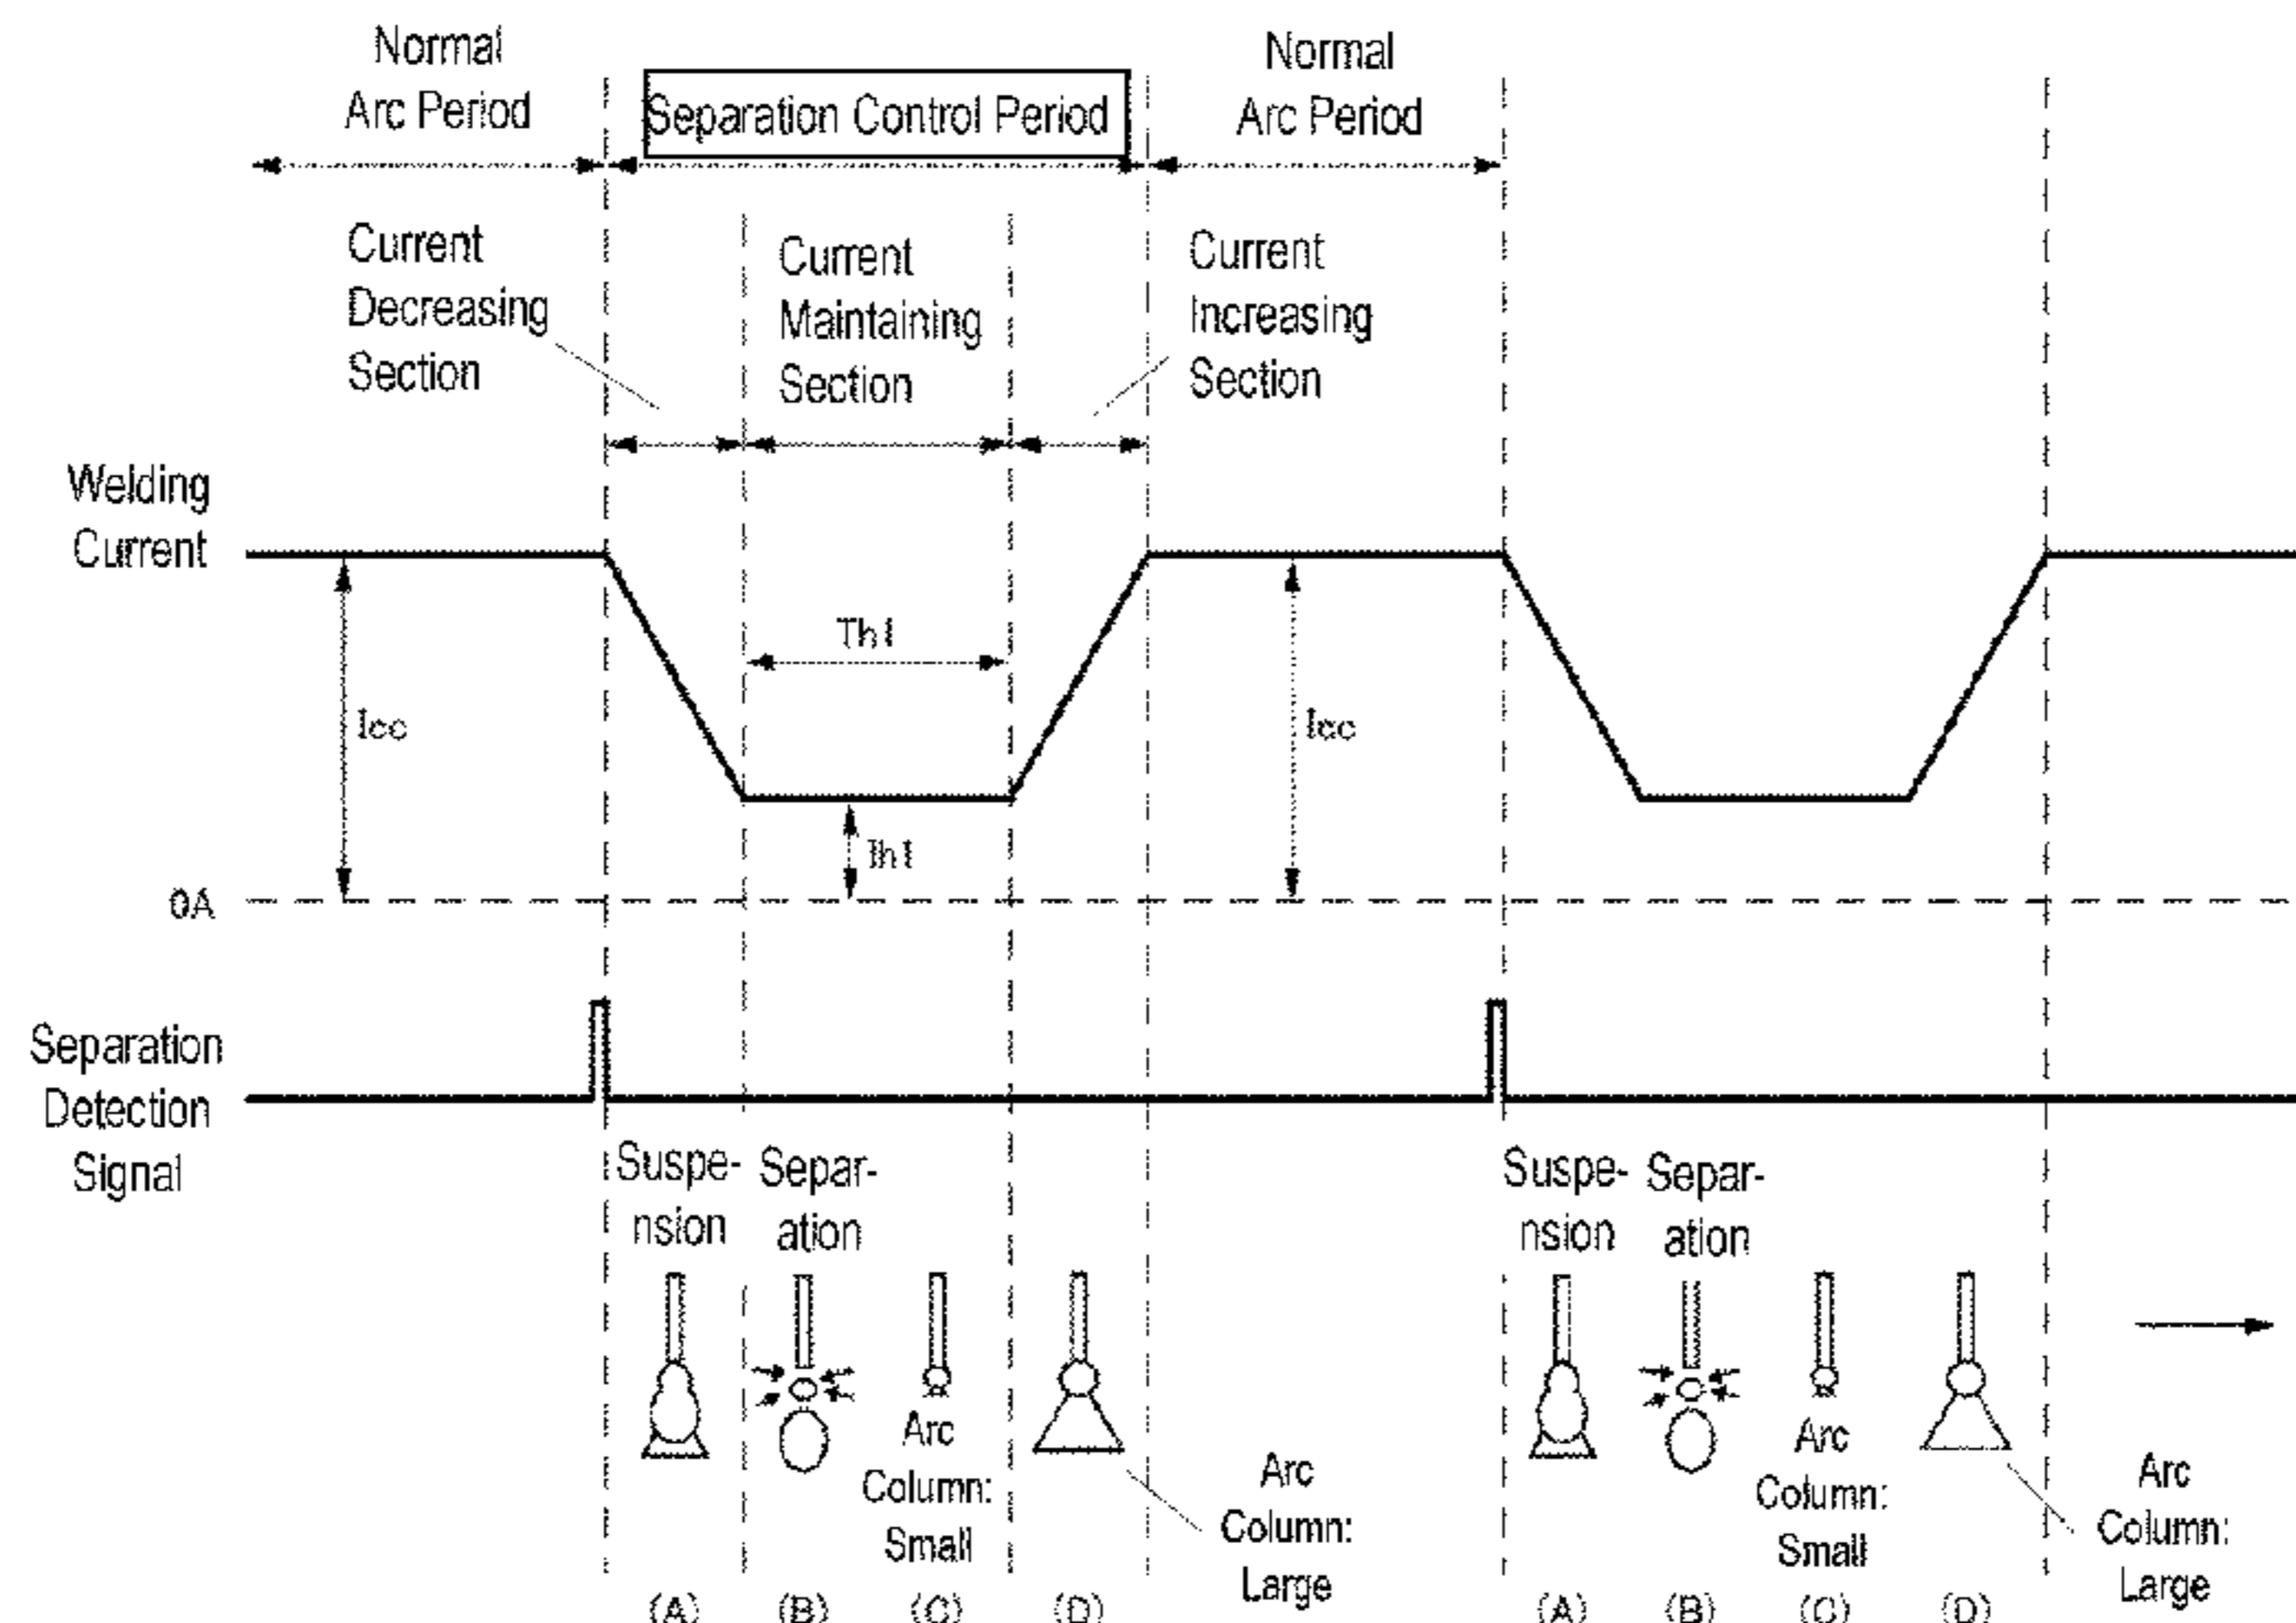 Normal
Arc Period
Separation Control Period
Normal
Arc Period
Current
Decreasing
Section
Current
Maintaining
Section
Current
Increasing
Section
Welding
Current
Th1
Icc
Icc
Ih1
0A
Separation
Detection
Signal
Suspe-
nsion
Separ-
ation
Suspe-
nsion
Separ-
ation
Arc
Column:
Small
Arc
Column:
Large
Arc
Column:
Small
Arc
Column:
Large
(A)
(B)
(C)
(D)
(A)
(B)
(C)
(D)